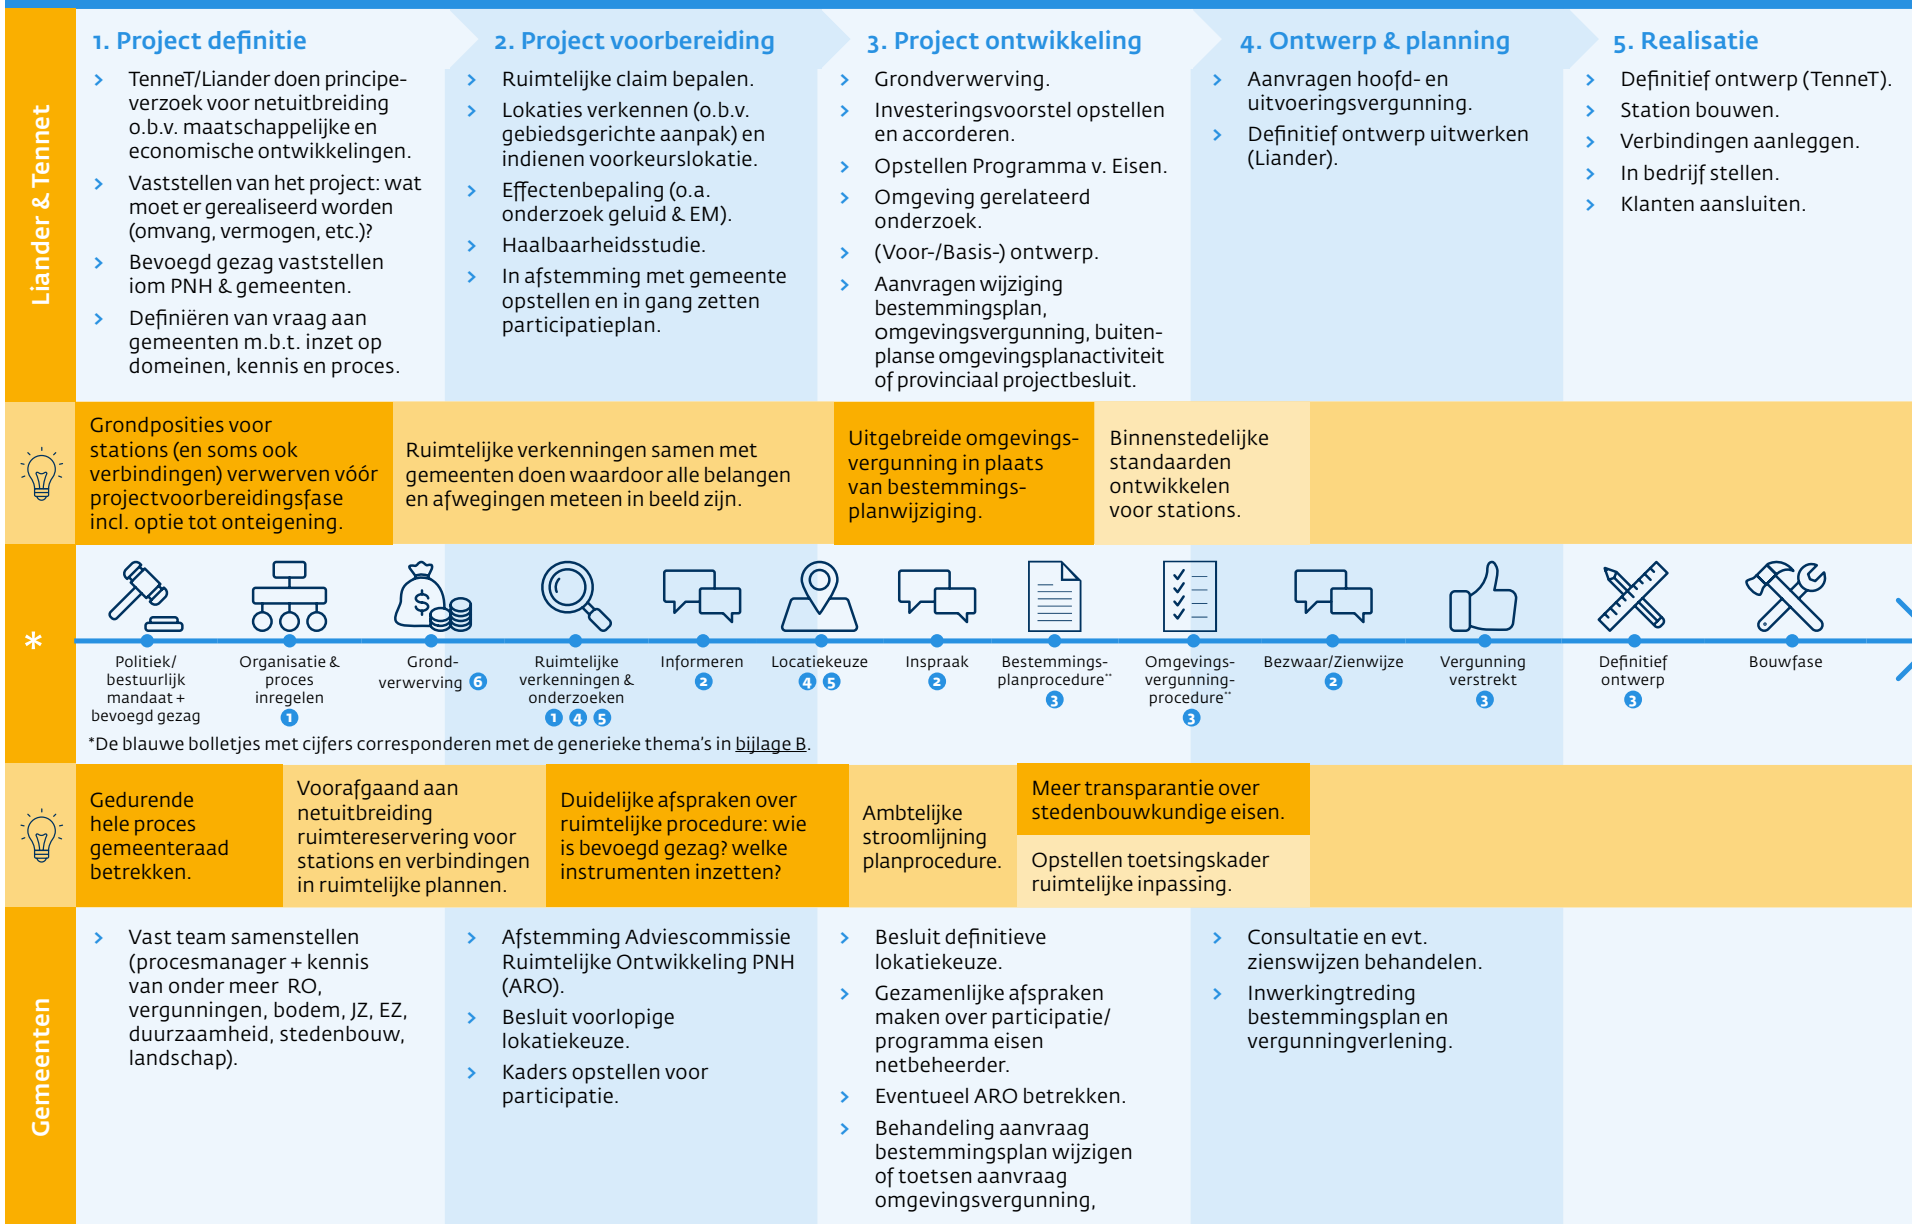 1. Project definitie
2. Project voorbereiding
3. Project ontwikkeling
4. Ontwerp & planning
5. Realisatie
Liander & Tennet
> TenneT/Liander doen principe-
verzoek voor netuitbreiding
o.b.v. maatschappelijke en
economische ontwikkelingen.
> Vaststellen van het project: wat
moet er gerealiseerd worden
(omvang, vermogen, etc.)?
> Bevoegd gezag vaststellen
iom PNH & gemeenten.
> Definiëren van vraag aan
gemeenten m.b.t. inzet op
domeinen, kennis en proces.
> Ruimtelijke claim bepalen.
> Lokaties verkennen (o.b.v.
gebiedsgerichte aanpak) en
indienen voorkeurslokatie.
> Effectenbepaling (o.a.
onderzoek geluid & EM).
> Haalbaarheidsstudie.
> In afstemming met gemeente
opstellen en in gang zetten
participatieplan.
> Grondverwerving.
> Investeringsvoorstel opstellen
en accorderen.
> Opstellen Programma v. Eisen.
> Omgeving gerelateerd
onderzoek.
> (Voor-/Basis-) ontwerp.
> Aanvragen wijziging
bestemmingsplan,
omgevingsvergunning, buiten-
planse omgevingsplanactiviteit
of provinciaal projectbesluit.
> Aanvragen hoofd- en
uitvoeringsvergunning.
> Definitief ontwerp uitwerken
(Liander).
> Definitief ontwerp (TenneT).
> Station bouwen.
> Verbindingen aanleggen.
> In bedrijf stellen.
> Klanten aansluiten.
Grondposities voor
stations (en soms ook
verbindingen) verwerven vóór
projectvoorbereidingsfase
incl. optie tot onteigening.
Ruimtelijke verkenningen samen met
gemeenten doen waardoor alle belangen
en afwegingen meteen in beeld zijn.
Uitgebreide omgevings-
vergunning in plaats
van bestemmings-
planwijziging.
Binnenstedelijke
standaarden
ontwikkelen
voor stations.
*
$
Politiek/
bestuurlijk
mandaat +
bevoegd gezag
Organisatie &
proces
inregelen
1
Grond-
verwerving 6
Ruimtelijke
verkenningen &
onderzoeken
1 4 5
Informeren
2
Locatiekeuze
4 5
Inspraak
2
Bestemmings-
planprocedure**
3
Omgevings-
vergunning-
procedure**
3
Bezwaar/Zienwijze
2
Vergunning
verstrekt
3
Definitief
ontwerp
3
Bouwfase
*De blauwe bolletjes met cijfers corresponderen met de generieke thema's in bijlage B.
Gedurende
hele proces
gemeenteraad
betrekken.
Voorafgaand aan
netuitbreiding
ruimtereservering voor
stations en verbindingen
in ruimtelijke plannen.
Duidelijke afspraken over
ruimtelijke procedure: wie
is bevoegd gezag? welke
instrumenten inzetten?
Ambtelijke
stroomlijning
planprocedure.
Meer transparantie over
stedenbouwkundige eisen.
Opstellen toetsingskader
ruimtelijke inpassing.
Gemeenten
> Vast team samenstellen
(procesmanager + kennis
van onder meer RO,
vergunningen, bodem, JZ, EZ,
duurzaamheid, stedenbouw,
landschap).
> Afstemming Adviescommissie
Ruimtelijke Ontwikkeling PNH
(ARO).
> Besluit voorlopige
lokatiekeuze.
> Kaders opstellen voor
participatie.
> Besluit definitieve
lokatiekeuze.
> Gezamenlijke afspraken
maken over participatie/
programma eisen
netbeheerder.
> Eventueel ARO betrekken.
> Behandeling aanvraag
bestemmingsplan wijzigen
of toetsen aanvraag
omgevingsvergunning,
> Consultatie en evt.
zienswijzen behandelen.
> Inwerkingtreding
bestemmingsplan en
vergunningverlening.